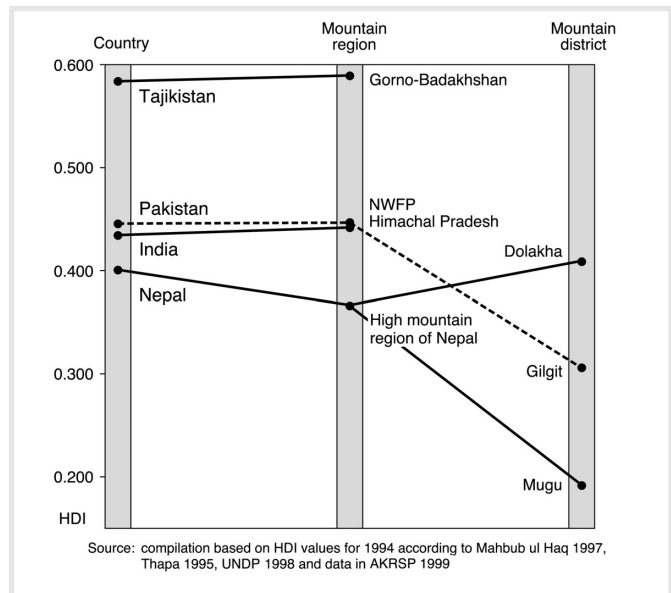 Country
Mountain
region
Mountain
district
0.600
Tajikistan
Gorno-Badakhshan
0.500
Pakistan
NWFP
Himachal Pradesh
India
Dolakha
0.400
Nepal
High mountain
region of Nepal
0.300
Gilgit
0.200
Mugu
HDI
Source: compilation based on HDI values for 1994 according to Mahbub ul Haq 1997,
Thapa 1995, UNDP 1998 and data in AKRSP 1999